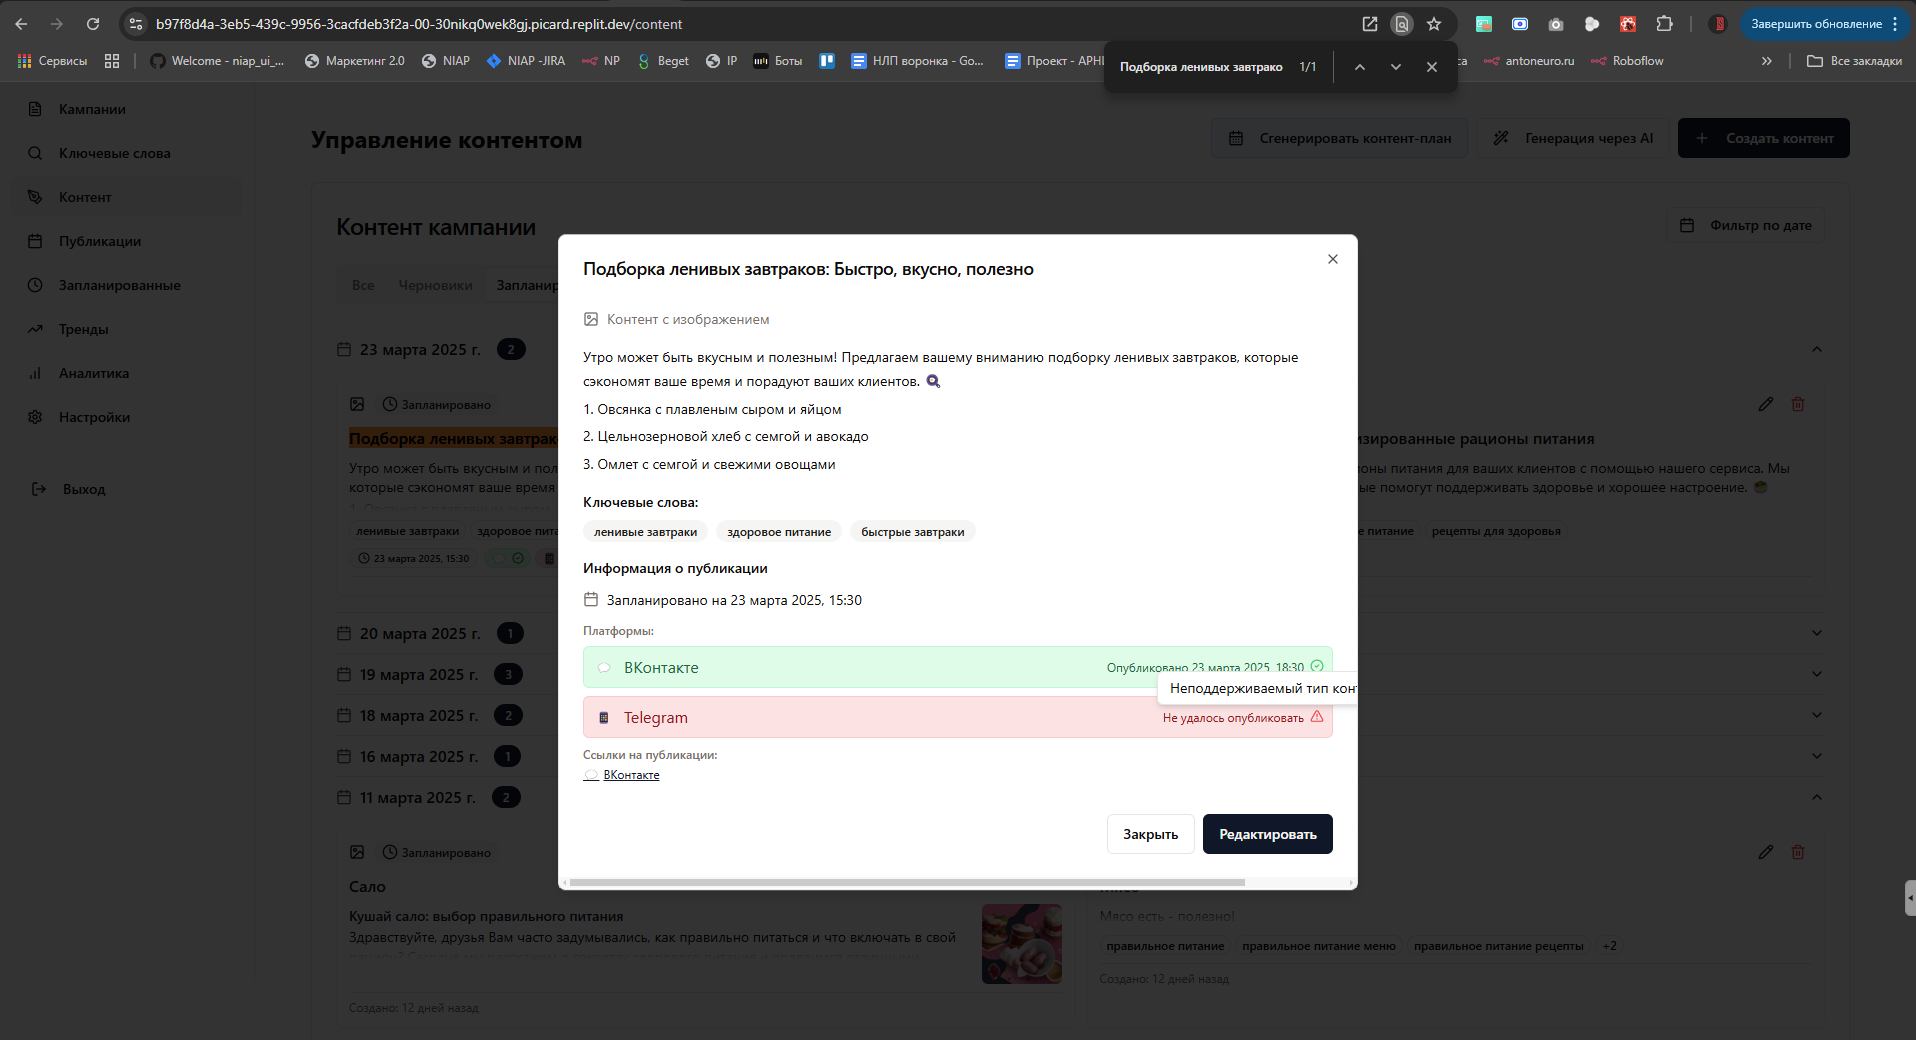 b97f8d4a-3eb5-439c-9956-3cacfdeb3f2a-00-30nikq0wek8gj.picard.replit.dev/content
Завершить обновление
Сервисы
Welcome - niap_ui_...
Маркетинг 2.0
NIAP
NIAP -JIRA
NP
Beget
IP
Боты
НЛП воронка - Go...
Проект - АРНІ
antoneuro.ru
Roboflow
Все закладки
Подборка ленивых завтрако
1/1
Кампании
Ключевые слова
Контент
Публикации
Запланированные
Тренды
Аналитика
Настройки
Выход
Управление контентом
Сгенерировать контент-план
Генерация через AI
Создать контент
Контент кампании
Фильтр по дате
Все
Черновики
Запланир
23 марта 2025 г.
2
Запланировано
Подборка ленивых завтрак
Утро может быть вкусным и пол
которые сэкономят ваше время
ленивые завтраки
здоровое пита
23 марта 2025, 15:30
изированные рационы питания
оны питания для ваших клиентов с помощью нашего сервиса. Мы
ые помогут поддерживать здоровье и хорошее настроение.
е питание
рецепты для здоровья
20 марта 2025 г.
1
19 марта 2025 г.
3
18 марта 2025 г.
2
16 марта 2025 г.
1
11 марта 2025 г.
2
Подборка ленивых завтраков: Быстро, вкусно, полезно
Контент с изображением
Утро может быть вкусным и полезным! Предлагаем вашему вниманию подборку ленивых завтраков, которые
сэкономят ваше время и порадуют ваших клиентов.
1. Овсянка с плавленым сыром и яйцом
2. Цельнозерновой хлеб с семгой и авокадо
3. Омлет с семгой и свежими овощами
Ключевые слова:
ленивые завтраки
здоровое питание
быстрые завтраки
Информация о публикации
Запланировано на 23 марта 2025, 15:30
Платформы:
ВКонтакте
Опубликовано 23 марта 2025, 18:30
Неподдерживаемый тип кон
Telegram
Не удалось опубликовать
Ссылки на публикации:
ВКонтакте
Закрыть
Редактировать
Запланировано
Сало
Кушай сало: выбор правильного питания
Здравствуйте, друзья Вам часто задумывались, как правильно питаться и что включать в свой
Создано: 12 дней назад
Мясо есть - полезно!
правильное питание
правильное питание меню
правильное питание рецепты
+2
Создано: 12 дней назад